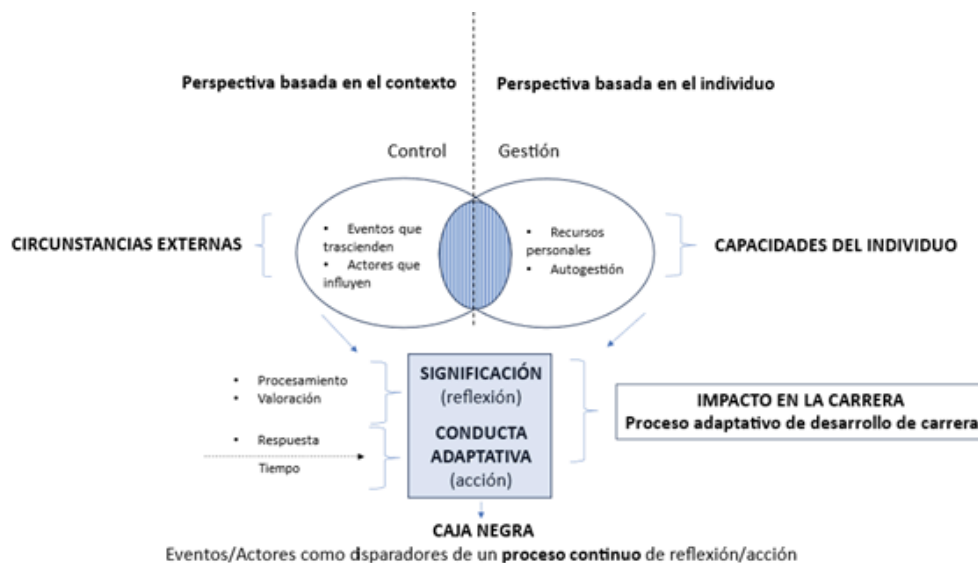 Perspectiva basada en el contexto
Perspectiva basada en el individuo
Control
Gestión
CIRCUNSTANCIAS EXTERNAS
• Eventos que
trascienden
• Actores que
influyen
• Recursos
personales
• Autogestión
CAPACIDADES DEL INDIVIDUO
• Procesamiento
• Valoración
• Respuesta
Tiempo
SIGNIFICACIÓN
(reflexión)
CONDUCTA
ADAPTATIVA
(acción)
IMPACTO EN LA CARRERA
Proceso adaptativo de desarrollo de carrera
CAJA NEGRA
Eventos/Actores como disparadores de un proceso continuo de reflexión/acción